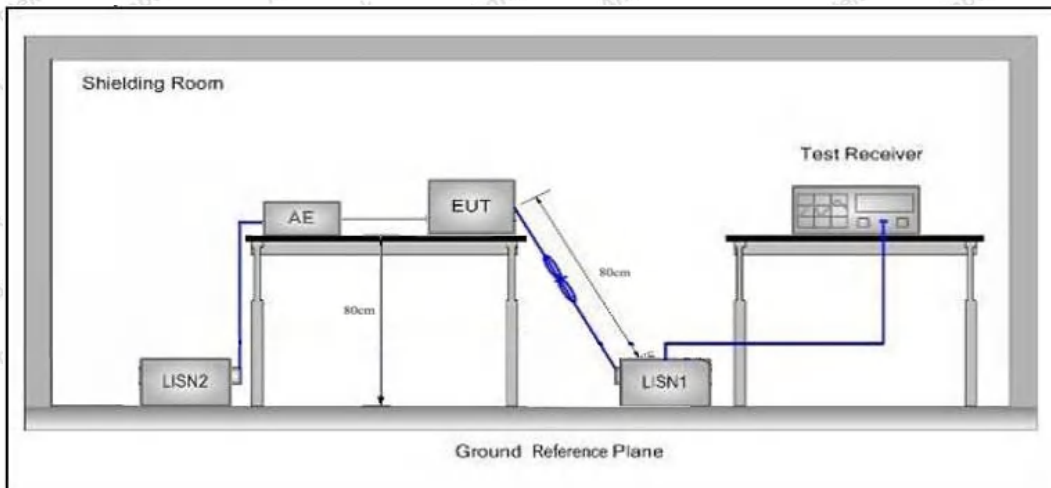 Shielding Room
Test Receiver
AE
EUT
80cm
80cm
LISN2
LISN1
Ground Reference Plane